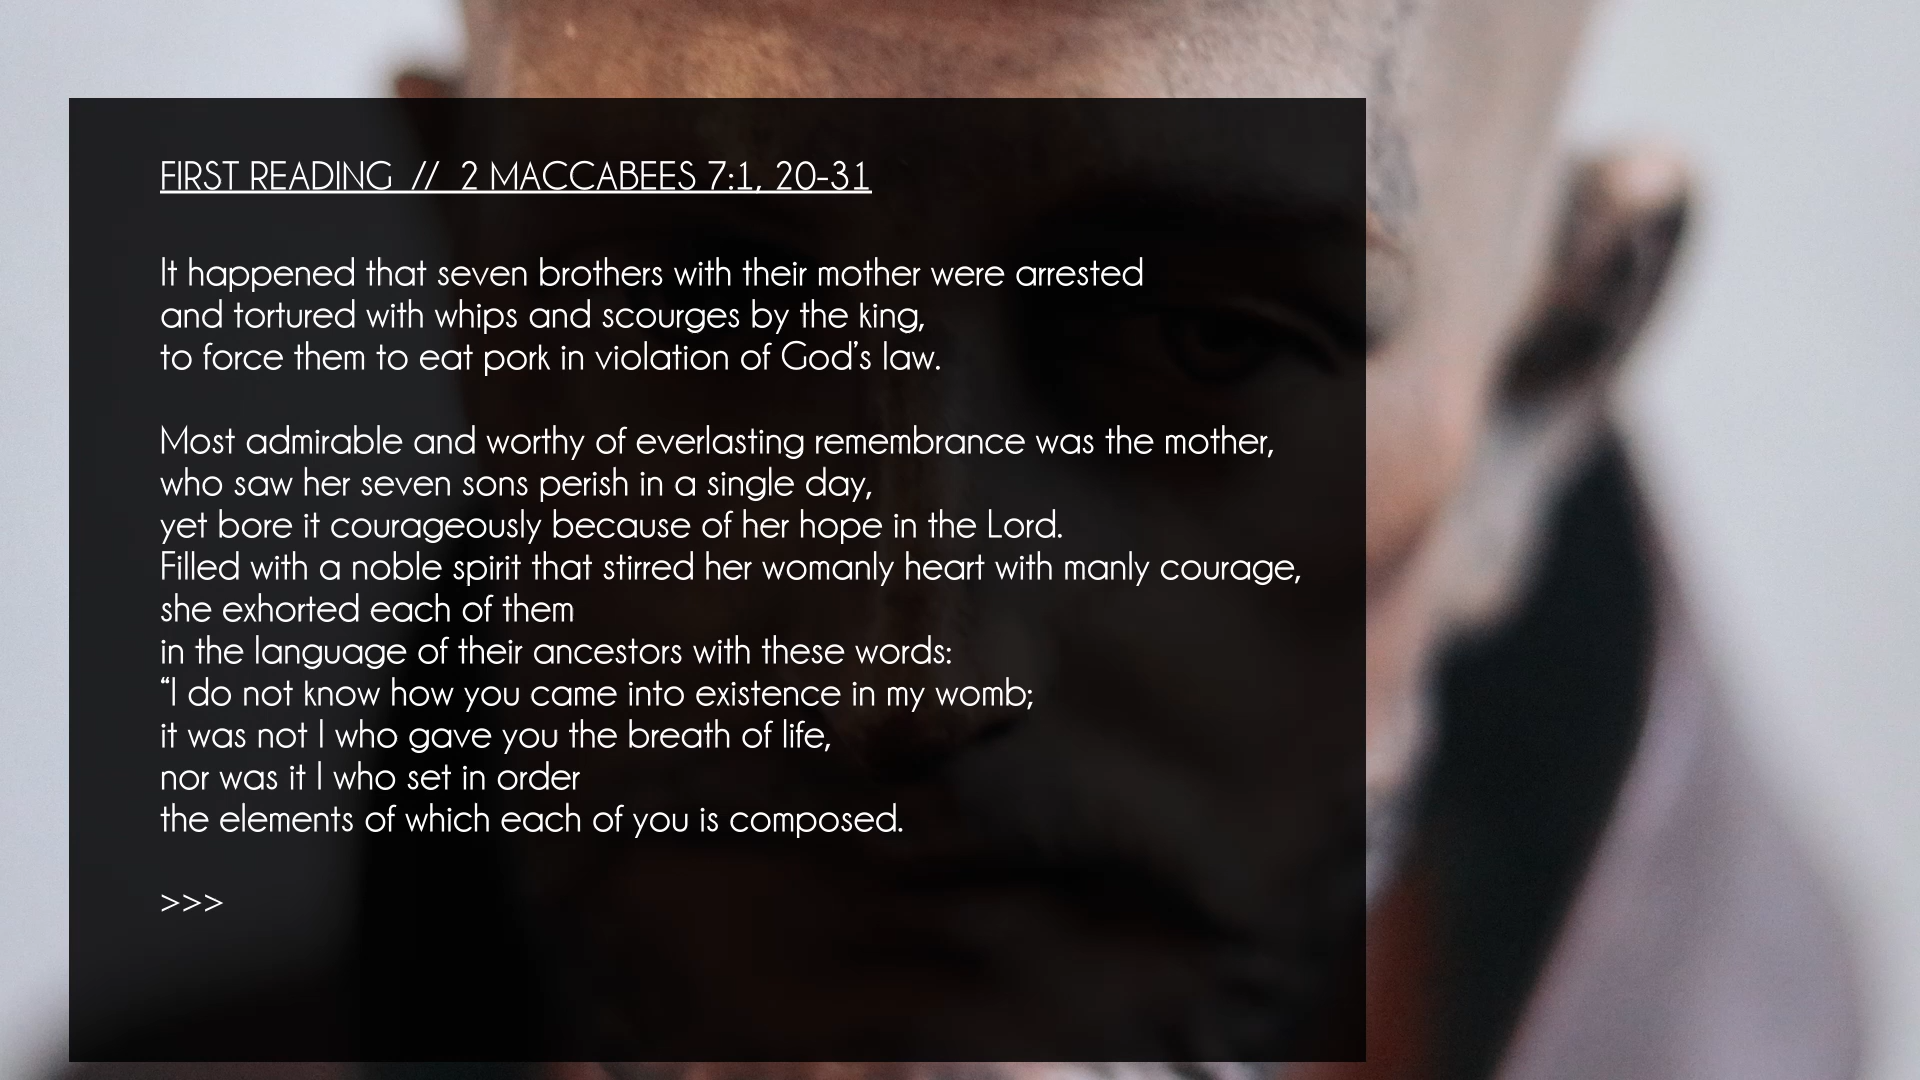 FIRST READING // 2 MACCABEES 7:1, 20-31
It happened that seven brothers with their mother were arrested
and tortured with whips and scourges by the king,
to force them to eat pork in violation of God’s law.
Most admirable and worthy of everlasting remembrance was the mother,
who saw her seven sons perish in a single day,
yet bore it courageously because of her hope in the Lord.
Filled with a noble spirit that stirred her womanly heart with manly courage,
she exhorted each of them
in the language of their ancestors with these words:
“I do not know how you came into existence in my womb;
it was not I who gave you the breath of life,
nor was it I who set in order
the elements of which each of you is composed.
>>>